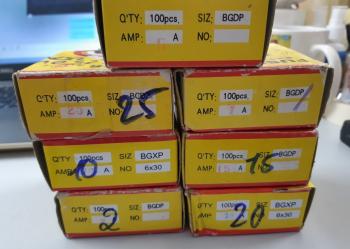 Q'TY: 100pcs. SIZ: BGDP
AMP: A NO:
Q'TY: 100pcs. SIZ: BGDP
AMP: 25 A NO:
25
Q'TY: 100pcs. SIZ: BGDP
AMP: A NO:
1
Q'TY: 100pcs. SIZ: BGXP
AMP: A NO: 6x30
10
Q'TY: 100pcs. SIZ: BGDP
AMP: 15 A NO:
15
Q'TY: 100pcs. SIZ: BGDP
AMP: A NO:
2
Q'TY: 100pcs. SIZ: BGXP
AMP: A NO: 6x30
20